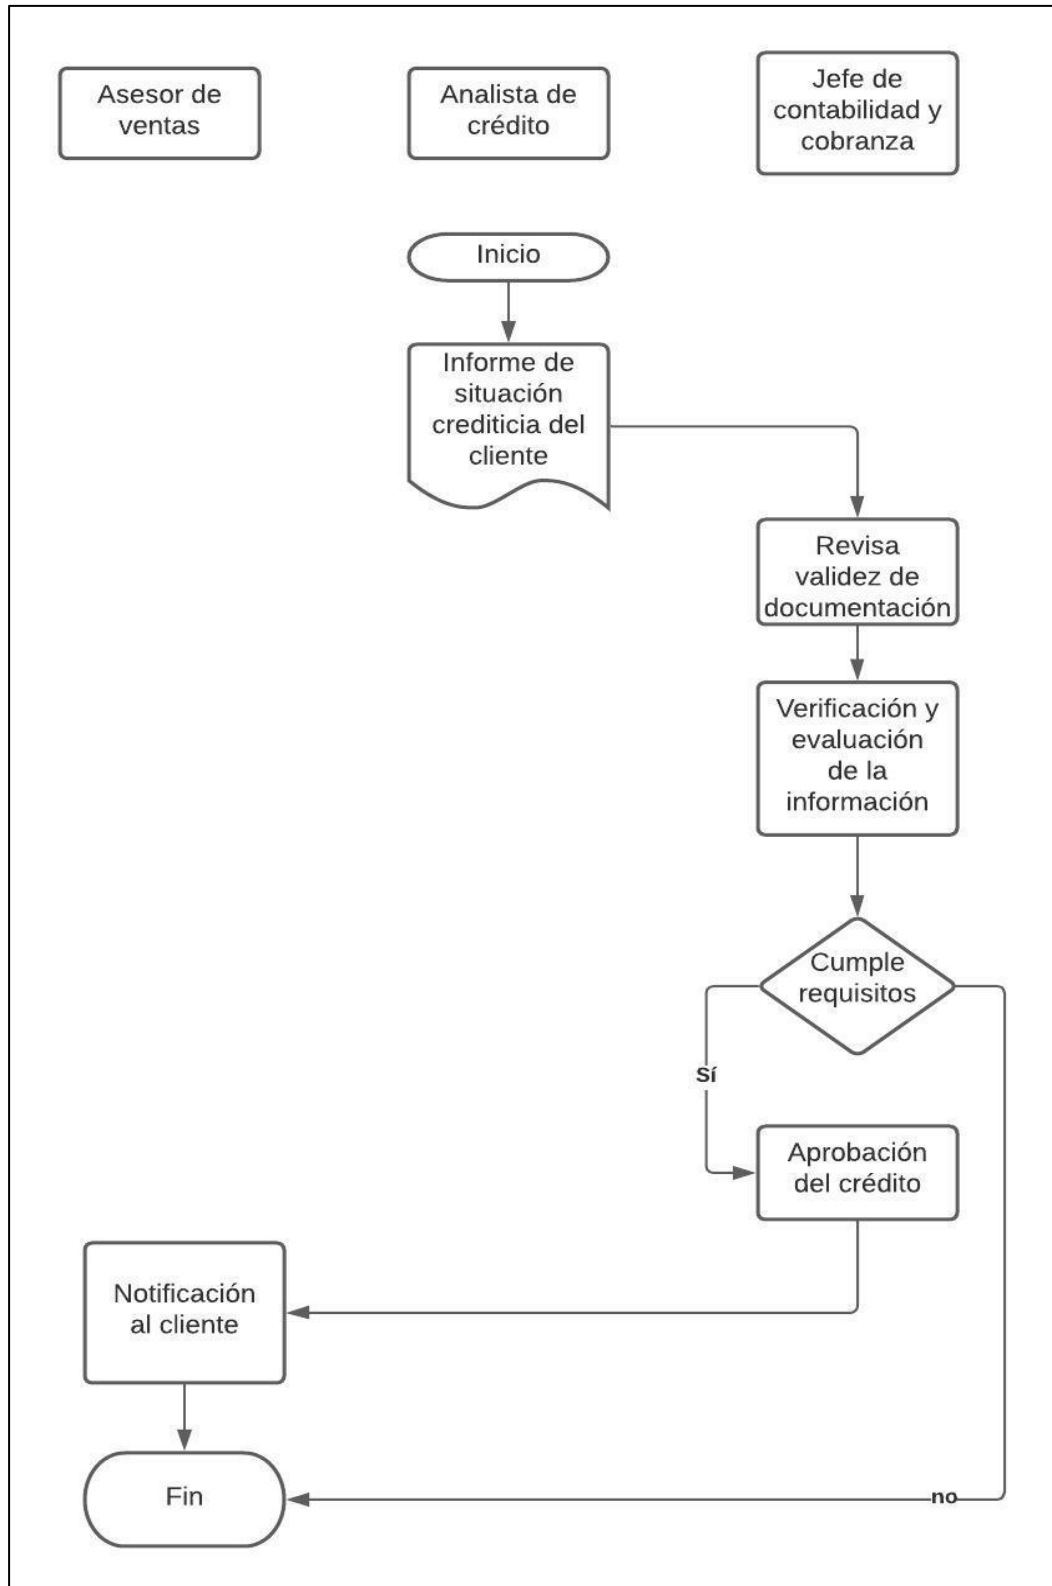 Asesor de
ventas
Analista de
crédito
Jefe de
contabilidad y
cobranza
Inicio
Informe de
situación
crediticia del
cliente
Revisa
validez de
documentación
Verificación y
evaluación
de la
información
Cumple
requisitos
Sí
Aprobación
del crédito
Notificación
al cliente
Fin
no